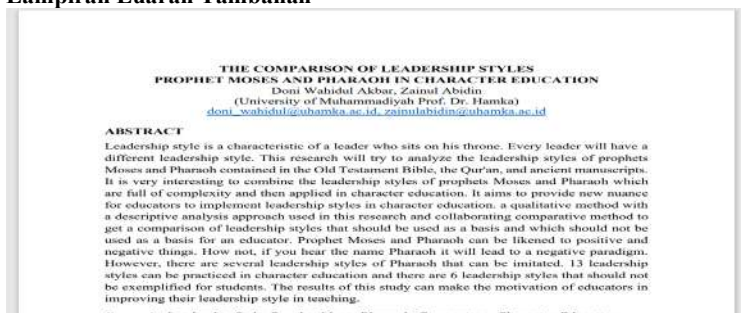 Lampiran Edaran Tambahan
THE COMPARISON OF LEADERSHIP STYLES
PROPHET MOSES AND PHARAOH IN CHARACTER EDUCATION
Doni Wahidul Akbar, Zainul Abidin
(University of Muhammadiyah Prof. Dr. Hamka)
doni_wahidul@uhamka.ac.id, zainulabidin@uhamka.ac.id
ABSTRACT
Leadership style is a characteristic of a leader who sits on his throne. Every leader will have a
different leadership style. This research will try to analyze the leadership styles of prophets
Moses and Pharaoh contained in the Old Testament Bible, the Qur'an, and ancient manuscripts.
It is very interesting to combine the leadership styles of prophets Moses and Pharaoh which
are full of complexity and then applied in character education. It aims to provide new nuance
for educators to implement leadership styles in character education. a qualitative method with
a descriptive analysis approach used in this research and collaborating comparative method to
get a comparison of leadership styles that should be used as a basis and which should not be
used as a basis for an educator. Prophet Moses and Pharaoh can be likened to positive and
negative things. How not, if you hear the name Pharaoh it will lead to a negative paradigm.
However, there are several leadership styles of Pharaoh that can be imitated. 13 leadership
styles can be practiced in character education and there are 6 leadership styles that should not
be exemplified for students. The results of this study can make the motivation of educators in
improving their leadership style in teaching.